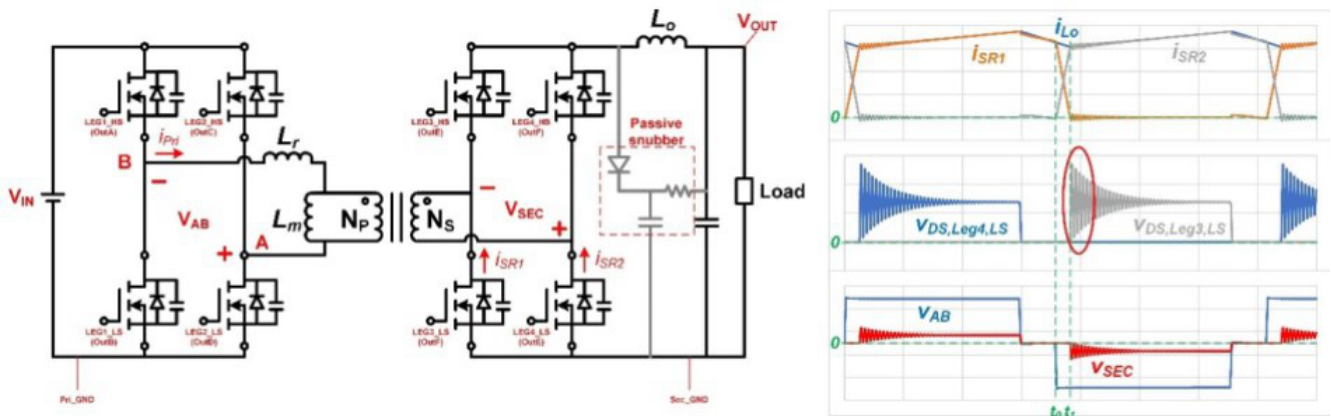 L_o
V_OUT
LEG1_HS
(OutA)
LEG2_HS
(OutC)
LEG3_HS
(OutE)
LEG4_HS
(OutF)
Passive
snubber
i_Pri
L_r
B
V_IN
V_AB
L_m
N_P
N_S
V_SEC
Load
A
i_SR1
i_SR2
LEG1_LS
(OutB)
LEG2_LS
(OutD)
LEG3_LS
(OutF)
LEG4_LS
(OutE)
Pri_GND
Sec_GND
i_Lo
i_SR1
i_SR2
0
v_DS,Leg4,LS
v_DS,Leg3,LS
0
v_AB
0
v_SEC
t_0 t_1